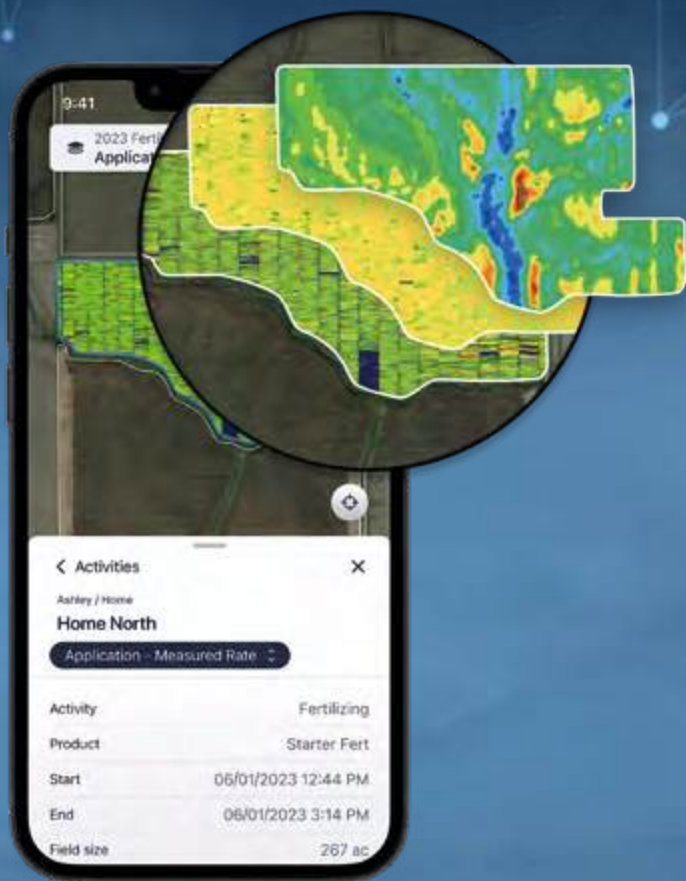 9:41
2023 Ferti
Applicat
Activities
Ashley / Home
Home North
Application - Measured Rate
Activity Fertilizing
Product Starter Fert
Start 06/01/2023 12:44 PM
End 06/01/2023 3:14 PM
Field size 267 ac